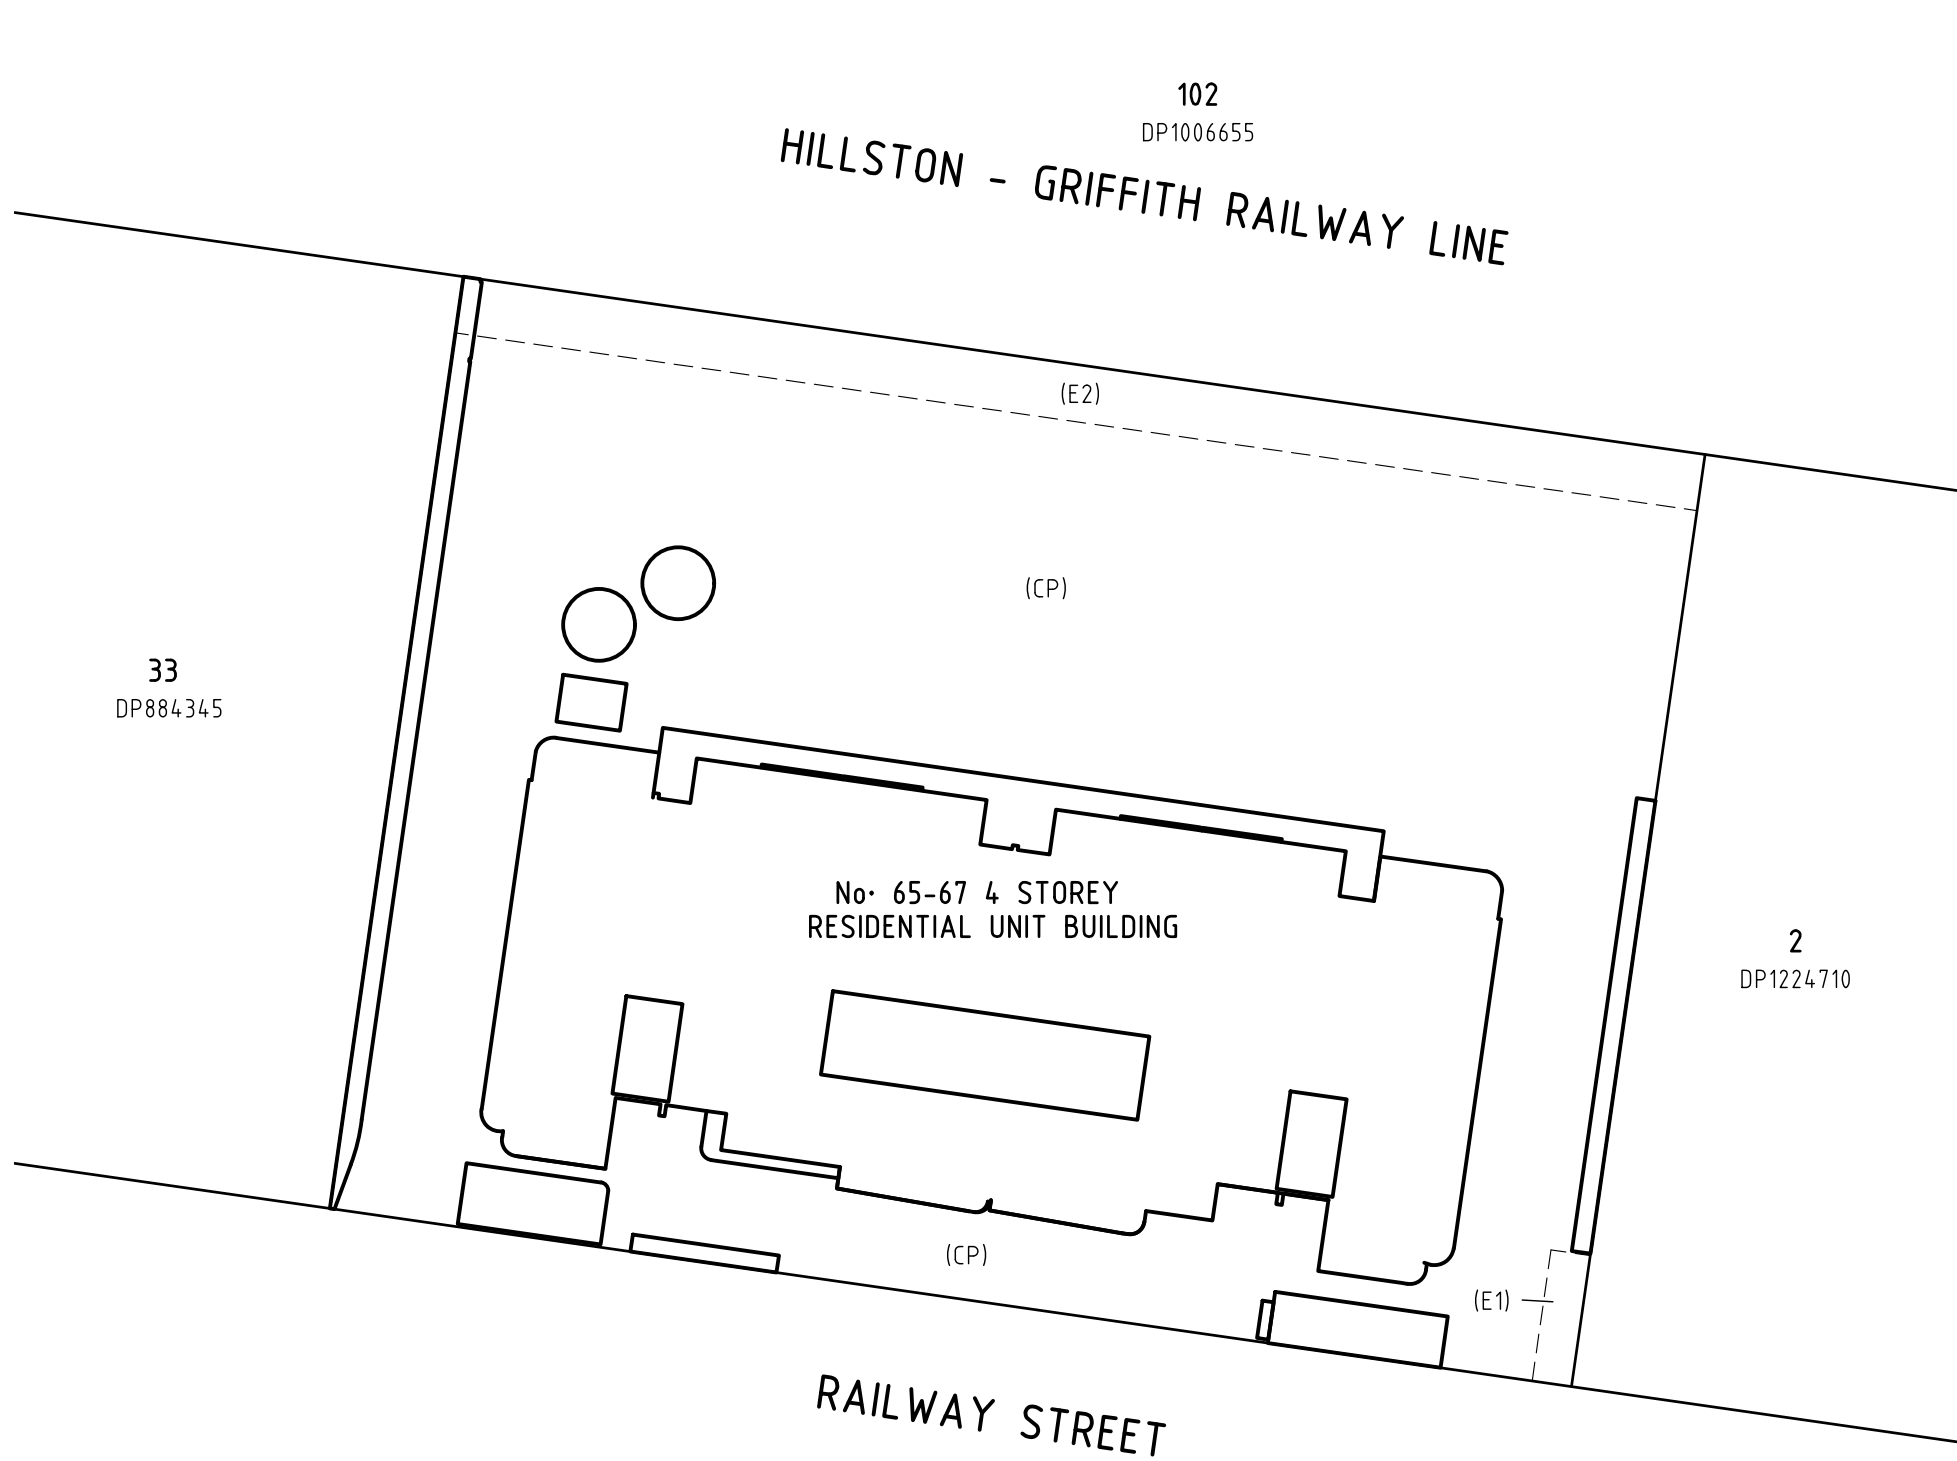 102
DP1006655
HILLSTON - GRIFFITH RAILWAY LINE
(E2)
(CP)
33
DP884345
No· 65-67 4 STOREY
RESIDENTIAL UNIT BUILDING
2
DP1224710
(CP)
(E1)
RAILWAY STREET